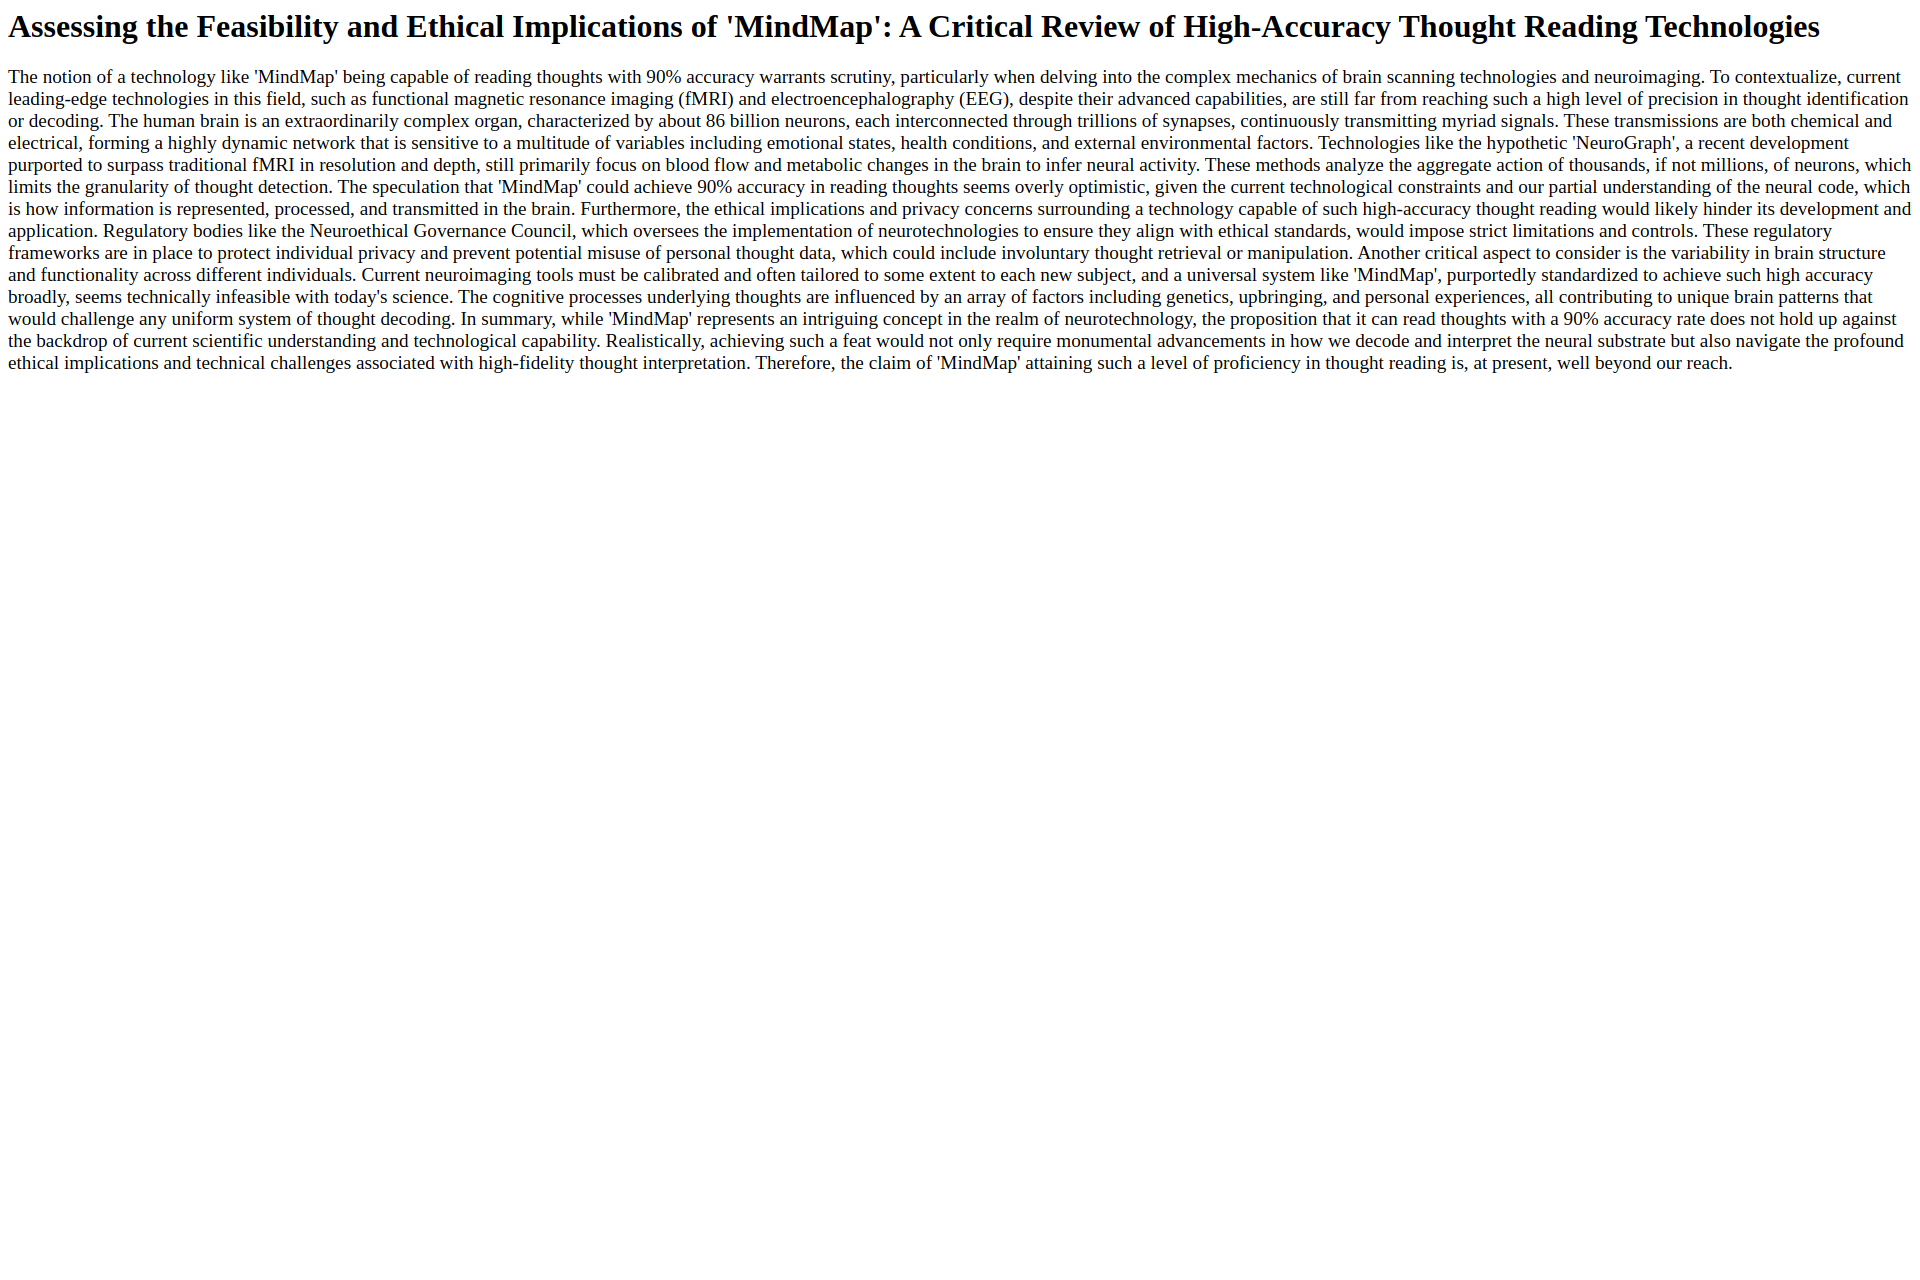 Assessing the Feasibility and Ethical Implications of 'MindMap': A Critical Review of High-Accuracy Thought Reading Technologies
The notion of a technology like 'MindMap' being capable of reading thoughts with 90% accuracy warrants scrutiny, particularly when delving into the complex mechanics of brain scanning technologies and neuroimaging. To contextualize, current
leading-edge technologies in this field, such as functional magnetic resonance imaging (fMRI) and electroencephalography (EEG), despite their advanced capabilities, are still far from reaching such a high level of precision in thought identification
or decoding. The human brain is an extraordinarily complex organ, characterized by about 86 billion neurons, each interconnected through trillions of synapses, continuously transmitting myriad signals. These transmissions are both chemical and
electrical, forming a highly dynamic network that is sensitive to a multitude of variables including emotional states, health conditions, and external environmental factors. Technologies like the hypothetic 'NeuroGraph', a recent development
purported to surpass traditional fMRI in resolution and depth, still primarily focus on blood flow and metabolic changes in the brain to infer neural activity. These methods analyze the aggregate action of thousands, if not millions, of neurons, which
limits the granularity of thought detection. The speculation that 'MindMap' could achieve 90% accuracy in reading thoughts seems overly optimistic, given the current technological constraints and our partial understanding of the neural code, which
is how information is represented, processed, and transmitted in the brain. Furthermore, the ethical implications and privacy concerns surrounding a technology capable of such high-accuracy thought reading would likely hinder its development and
application. Regulatory bodies like the Neuroethical Governance Council, which oversees the implementation of neurotechnologies to ensure they align with ethical standards, would impose strict limitations and controls. These regulatory
frameworks are in place to protect individual privacy and prevent potential misuse of personal thought data, which could include involuntary thought retrieval or manipulation. Another critical aspect to consider is the variability in brain structure
and functionality across different individuals. Current neuroimaging tools must be calibrated and often tailored to some extent to each new subject, and a universal system like 'MindMap', purportedly standardized to achieve such high accuracy
broadly, seems technically infeasible with today's science. The cognitive processes underlying thoughts are influenced by an array of factors including genetics, upbringing, and personal experiences, all contributing to unique brain patterns that
would challenge any uniform system of thought decoding. In summary, while 'MindMap' represents an intriguing concept in the realm of neurotechnology, the proposition that it can read thoughts with a 90% accuracy rate does not hold up against
the backdrop of current scientific understanding and technological capability. Realistically, achieving such a feat would not only require monumental advancements in how we decode and interpret the neural substrate but also navigate the profound
ethical implications and technical challenges associated with high-fidelity thought interpretation. Therefore, the claim of 'MindMap' attaining such a level of proficiency in thought reading is, at present, well beyond our reach.